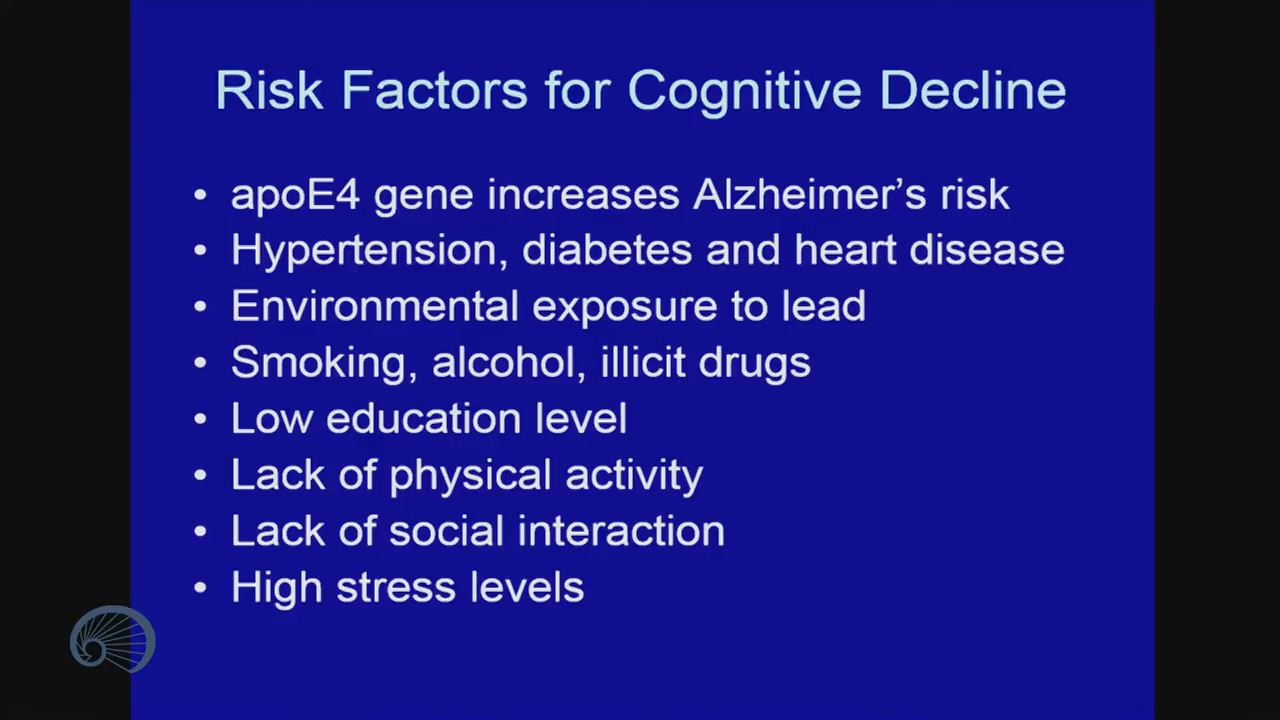 Risk Factors for Cognitive Decline
• apoE4 gene increases Alzheimer’s risk
• Hypertension, diabetes and heart disease
• Environmental exposure to lead
• Smoking, alcohol, illicit drugs
• Low education level
• Lack of physical activity
• Lack of social interaction
• High stress levels